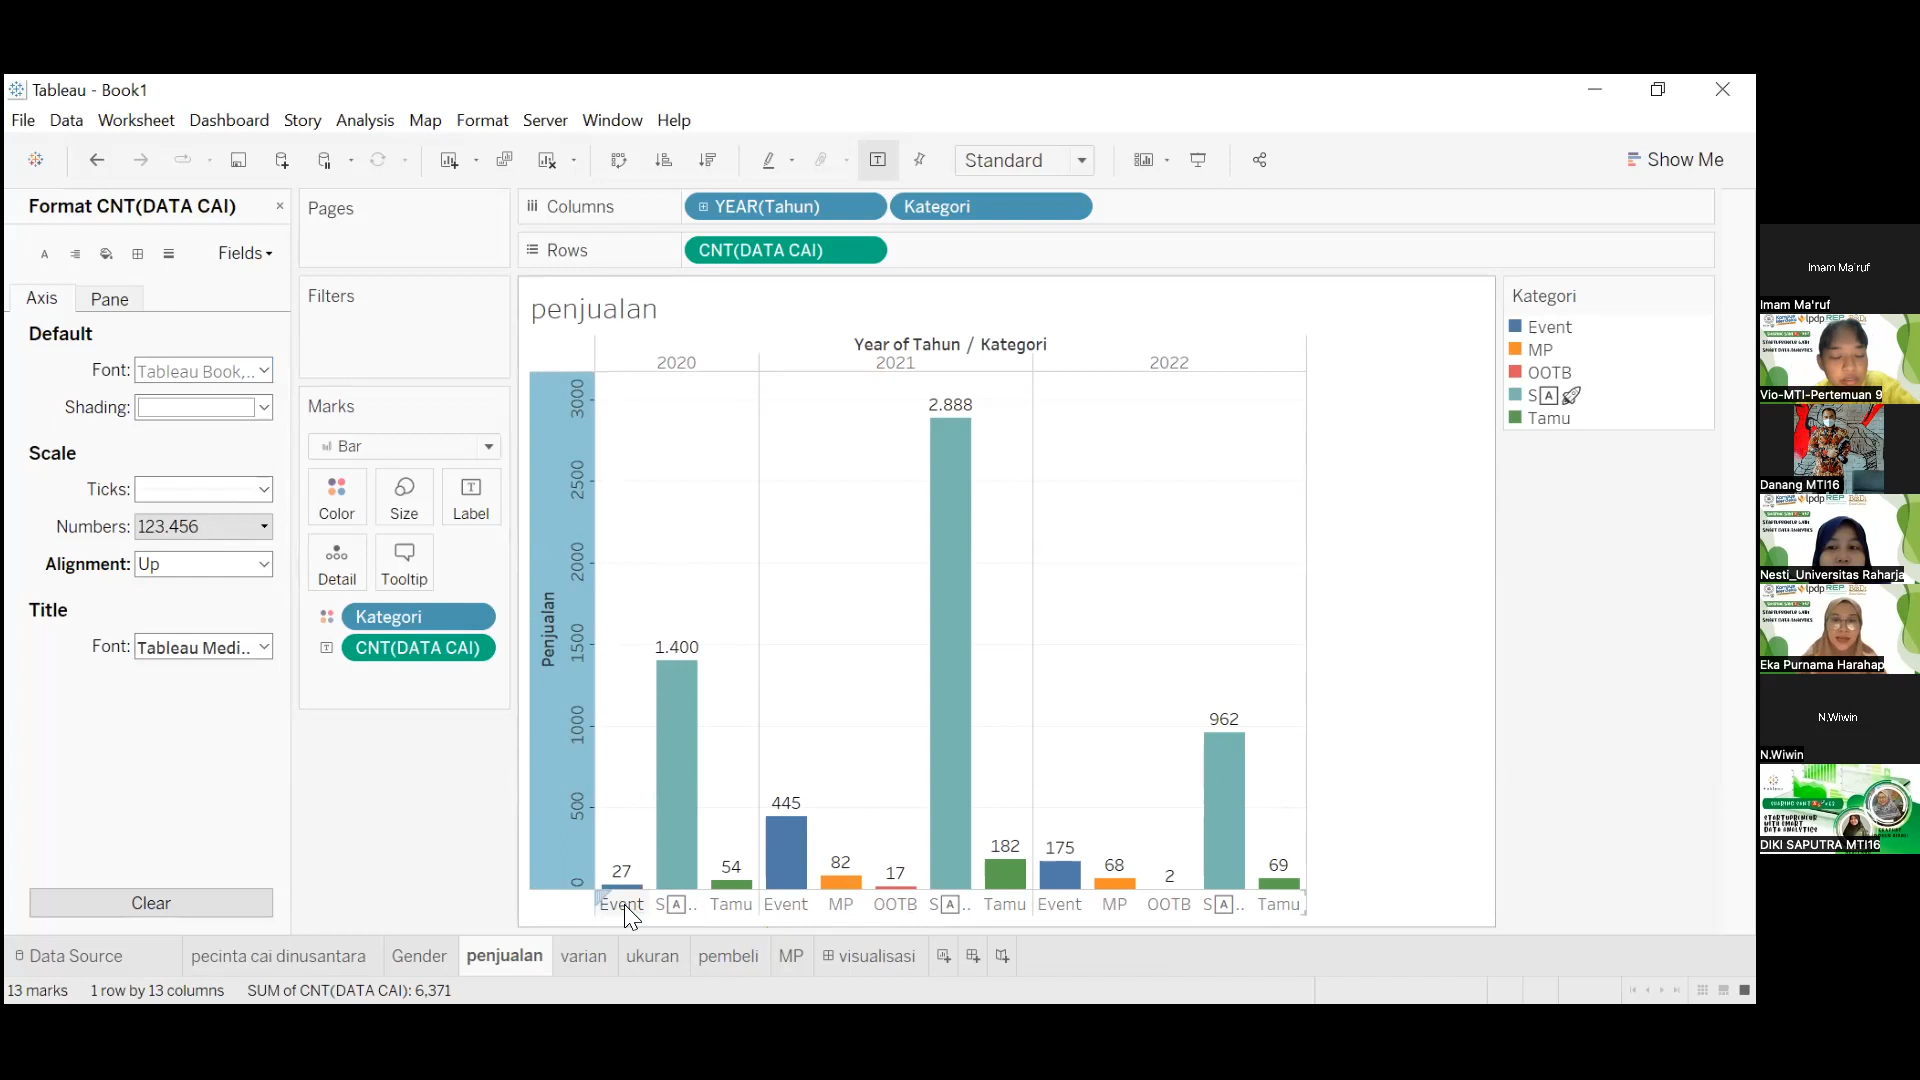 Tableau - Book1
File Data Worksheet Dashboard Story Analysis Map Format Server Window Help
Standard
Show Me
Format CNT(DATA CAI)
Fields
Axis Pane
Default
Font: Tableau Book,..
Shading:
Scale
Ticks:
Numbers: 123.456
Alignment: Up
Title
Font: Tableau Medi..
Clear
Pages
Filters
Marks
Bar
Color Size Label
Detail Tooltip
Kategori
CNT(DATA CAI)
Columns YEAR(Tahun) Kategori
Rows CNT(DATA CAI)
penjualan
Year of Tahun / Kategori
2020 2021 2022
Penjualan
3000
2500
2000
1500
1000
500
0
27 1.400 54 445 82 17 2.888 182 175 68 2 962 69
Event S🅰.. Tamu Event MP OOTB S🅰.. Tamu Event MP OOTB S🅰.. Tamu
Kategori
Event
MP
OOTB
S🅰🚀
Tamu
Data Source pecinta cai dinusantara Gender penjualan varian ukuran pembeli MP visualisasi
13 marks 1 row by 13 columns SUM of CNT(DATA CAI): 6,371
Imam Ma'ruf
Imam Ma'ruf
Vio-MTI-Pertemuan 9
Danang MTI16
Nesti_Universitas Raharja
Eka Purnama Harahap
N.Wiwin
N.Wiwin
STARTUPRENEUR
WITH SMART
DATA ANALYTICS
DIKI SAPUTRA MTI16